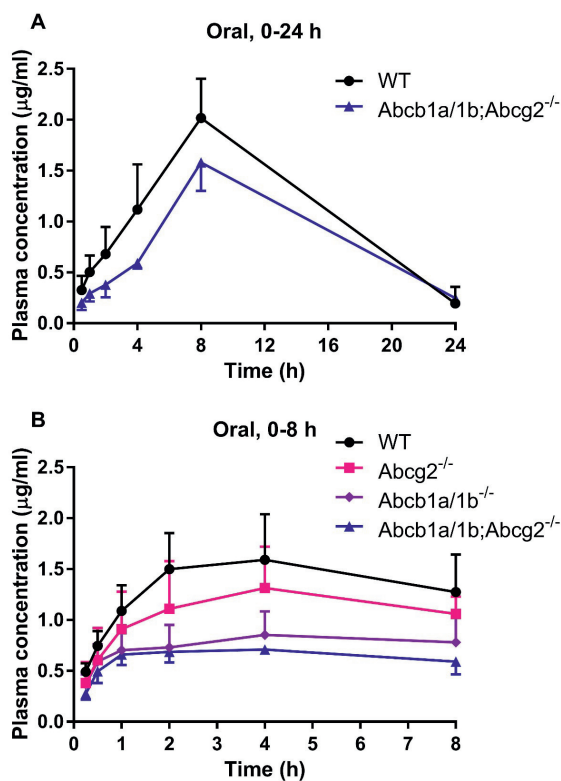 A
Oral, 0-24 h
WT
Abcb1a/1b;Abcg2-/-
Plasma concentration (μg/ml)
2.5
2.0
1.5
1.0
0.5
0.0
0 4 8 12 16 20 24
Time (h)
B
Oral, 0-8 h
WT
Abcg2-/-
Abcb1a/1b-/-
Abcb1a/1b;Abcg2-/-
Plasma concentration (μg/ml)
2.5
2.0
1.5
1.0
0.5
0.0
0 1 2 3 4 5 6 7 8
Time (h)